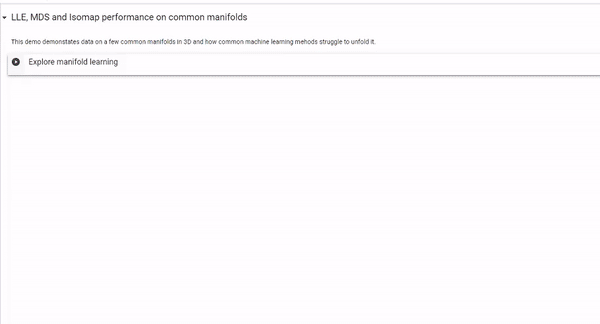 LLE, MDS and Isomap performance on common manifolds
This demo demonstates data on a few common manifolds in 3D and how common machine learning mehods struggle to unfold it.
Explore manifold learning